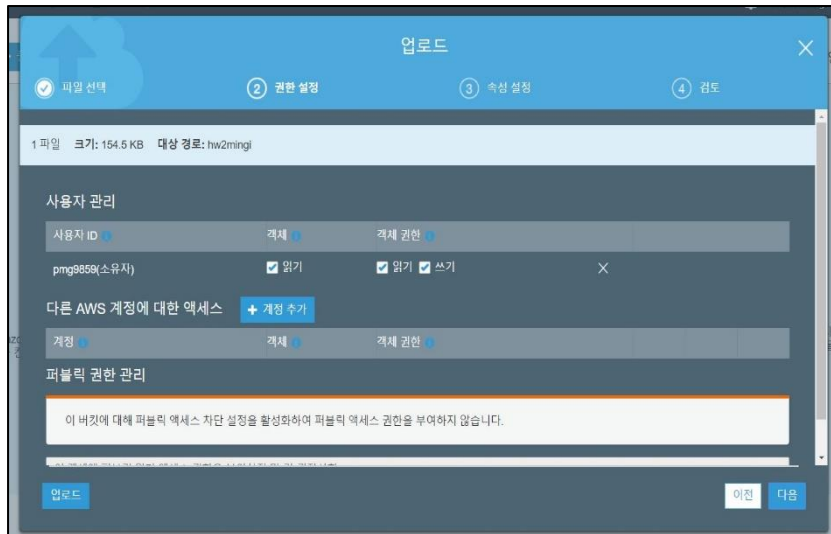 업로드
파일 선택 2 권한 설정 3 속성 설정 4 검토
1 파일 크기: 154.5 KB 대상 경로: hw2mingi
사용자 관리
사용자 ID 객체 객체 권한
pmg9859(소유자) 읽기 읽기 쓰기
다른 AWS 계정에 대한 액세스 + 계정 추가
계정 객체 객체 권한
퍼블릭 권한 관리
이 버킷에 대해 퍼블릭 액세스 차단 설정을 활성화하여 퍼블릭 액세스 권한을 부여하지 않습니다.
업로드 이전 다음